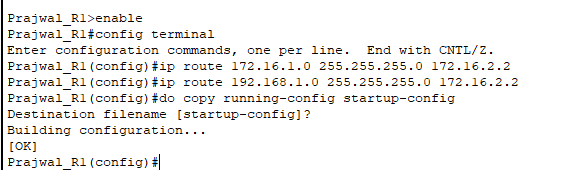 Prajwal_R1>enable
Prajwal_R1#config terminal
Enter configuration commands, one per line.  End with CNTL/Z.
Prajwal_R1(config)#ip route 172.16.1.0 255.255.255.0 172.16.2.2
Prajwal_R1(config)#ip route 192.168.1.0 255.255.255.0 172.16.2.2
Prajwal_R1(config)#do copy running-config startup-config
Destination filename [startup-config]?
Building configuration...
[OK]
Prajwal_R1(config)#